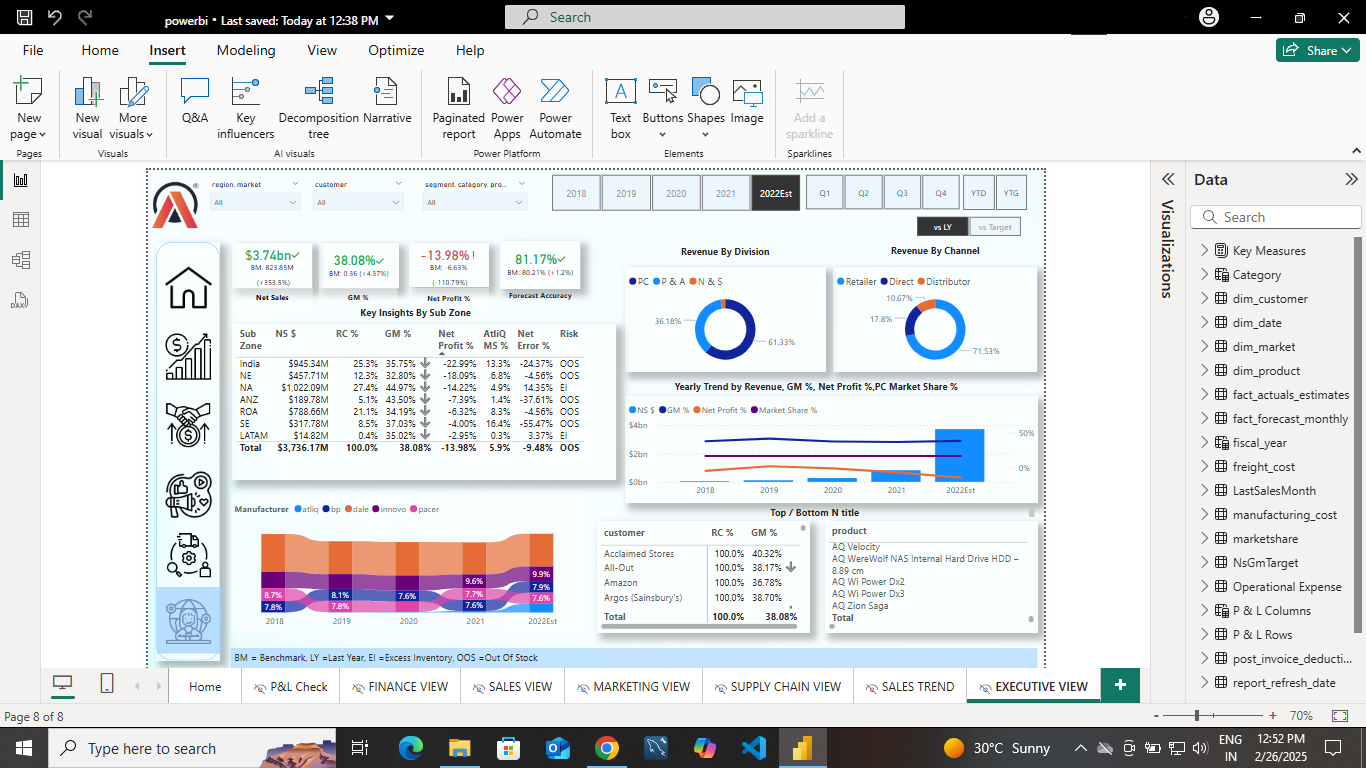 powerbi • Last saved: Today at 12:38 PM
Search
File Home Insert Modeling View Optimize Help
Share
New page
New visual
More visuals
Q&A
Key influencers
Decomposition tree
Narrative
Paginated report
Power Apps
Power Automate
Text box
Buttons
Shapes
Image
Add a sparkline
Pages Visuals AI visuals Power Platform Elements Sparklines
region, market
All
customer
All
segment, category, pro...
All
2018 2019 2020 2021 2022Est Q1 Q2 Q3 Q4 YTD YTG
vs LY vs Target
$3.74bn
BM: 823.85M
(+353.5%)
Net Sales
38.08%
BM: 0.36 (+4.37%)
GM %
-13.98%!
BM: 6.63%
(-110.79%)
Net Profit %
81.17%
BM: 80.21% (+1.2%)
Forecast Accuracy
Key Insights By Sub Zone
Sub Zone NS $ RC % GM % Net Profit % AtliQ MS % Net Error % Risk
India $945.34M 25.3% 35.75% -22.99% 13.3% -24.37% OOS
NE $457.71M 12.3% 32.80% -18.09% 6.8% -4.56% OOS
NA $1,022.09M 27.4% 44.97% -14.22% 4.9% 14.35% EI
ANZ $189.78M 5.1% 43.50% -7.39% 1.4% -37.61% OOS
ROA $788.66M 21.1% 34.19% -6.32% 8.3% -4.56% OOS
SE $317.78M 8.5% 37.03% -4.00% 16.4% -55.47% OOS
LATAM $14.82M 0.4% 35.02% -2.95% 0.3% 3.37% EI
Total $3,736.17M 100.0% 38.08% -13.98% 5.9% -9.48% OOS
Revenue By Division
PC P & A N & S
36.18%
61.33%
Revenue By Channel
Retailer Direct Distributor
10.67%
17.8%
71.53%
Yearly Trend by Revenue, GM %, Net Profit %,PC Market Share %
NS $ GM % Net Profit % Market Share %
$4bn
$2bn
$0bn
50%
0%
2018 2019 2020 2021 2022Est
Manufacturer atliq bp dale innovo pacer
8.7%
7.8%
8.1%
7.8%
7.6%
9.6%
7.7%
7.6%
9.9%
7.9%
7.6%
2018 2019 2020 2021 2022Est
Top / Bottom N title
customer RC % GM %
Acclaimed Stores 100.0% 40.32%
All-Out 100.0% 38.17%
Amazon 100.0% 36.78%
Argos (Sainsbury's) 100.0% 38.70%
Total 100.0% 38.08%
product
AQ Velocity
AQ WereWolf NAS Internal Hard Drive HDD –
8.89 cm
AQ Wi Power Dx2
AQ Wi Power Dx3
AQ Zion Saga
Total
BM = Benchmark, LY =Last Year, EI =Excess Inventory, OOS =Out Of Stock
Visualizations
Data
Search
Key Measures
Category
dim_customer
dim_date
dim_market
dim_product
fact_actuals_estimates
fact_forecast_monthly
fiscal_year
freight_cost
LastSalesMonth
manufacturing_cost
marketshare
NsGmTarget
Operational Expense
P & L Columns
P & L Rows
post_invoice_deducti...
report_refresh_date
Home P&L Check FINANCE VIEW SALES VIEW MARKETING VIEW SUPPLY CHAIN VIEW SALES TREND EXECUTIVE VIEW
Page 8 of 8
70%
Type here to search
30°C Sunny
ENG
IN
12:52 PM
2/26/2025